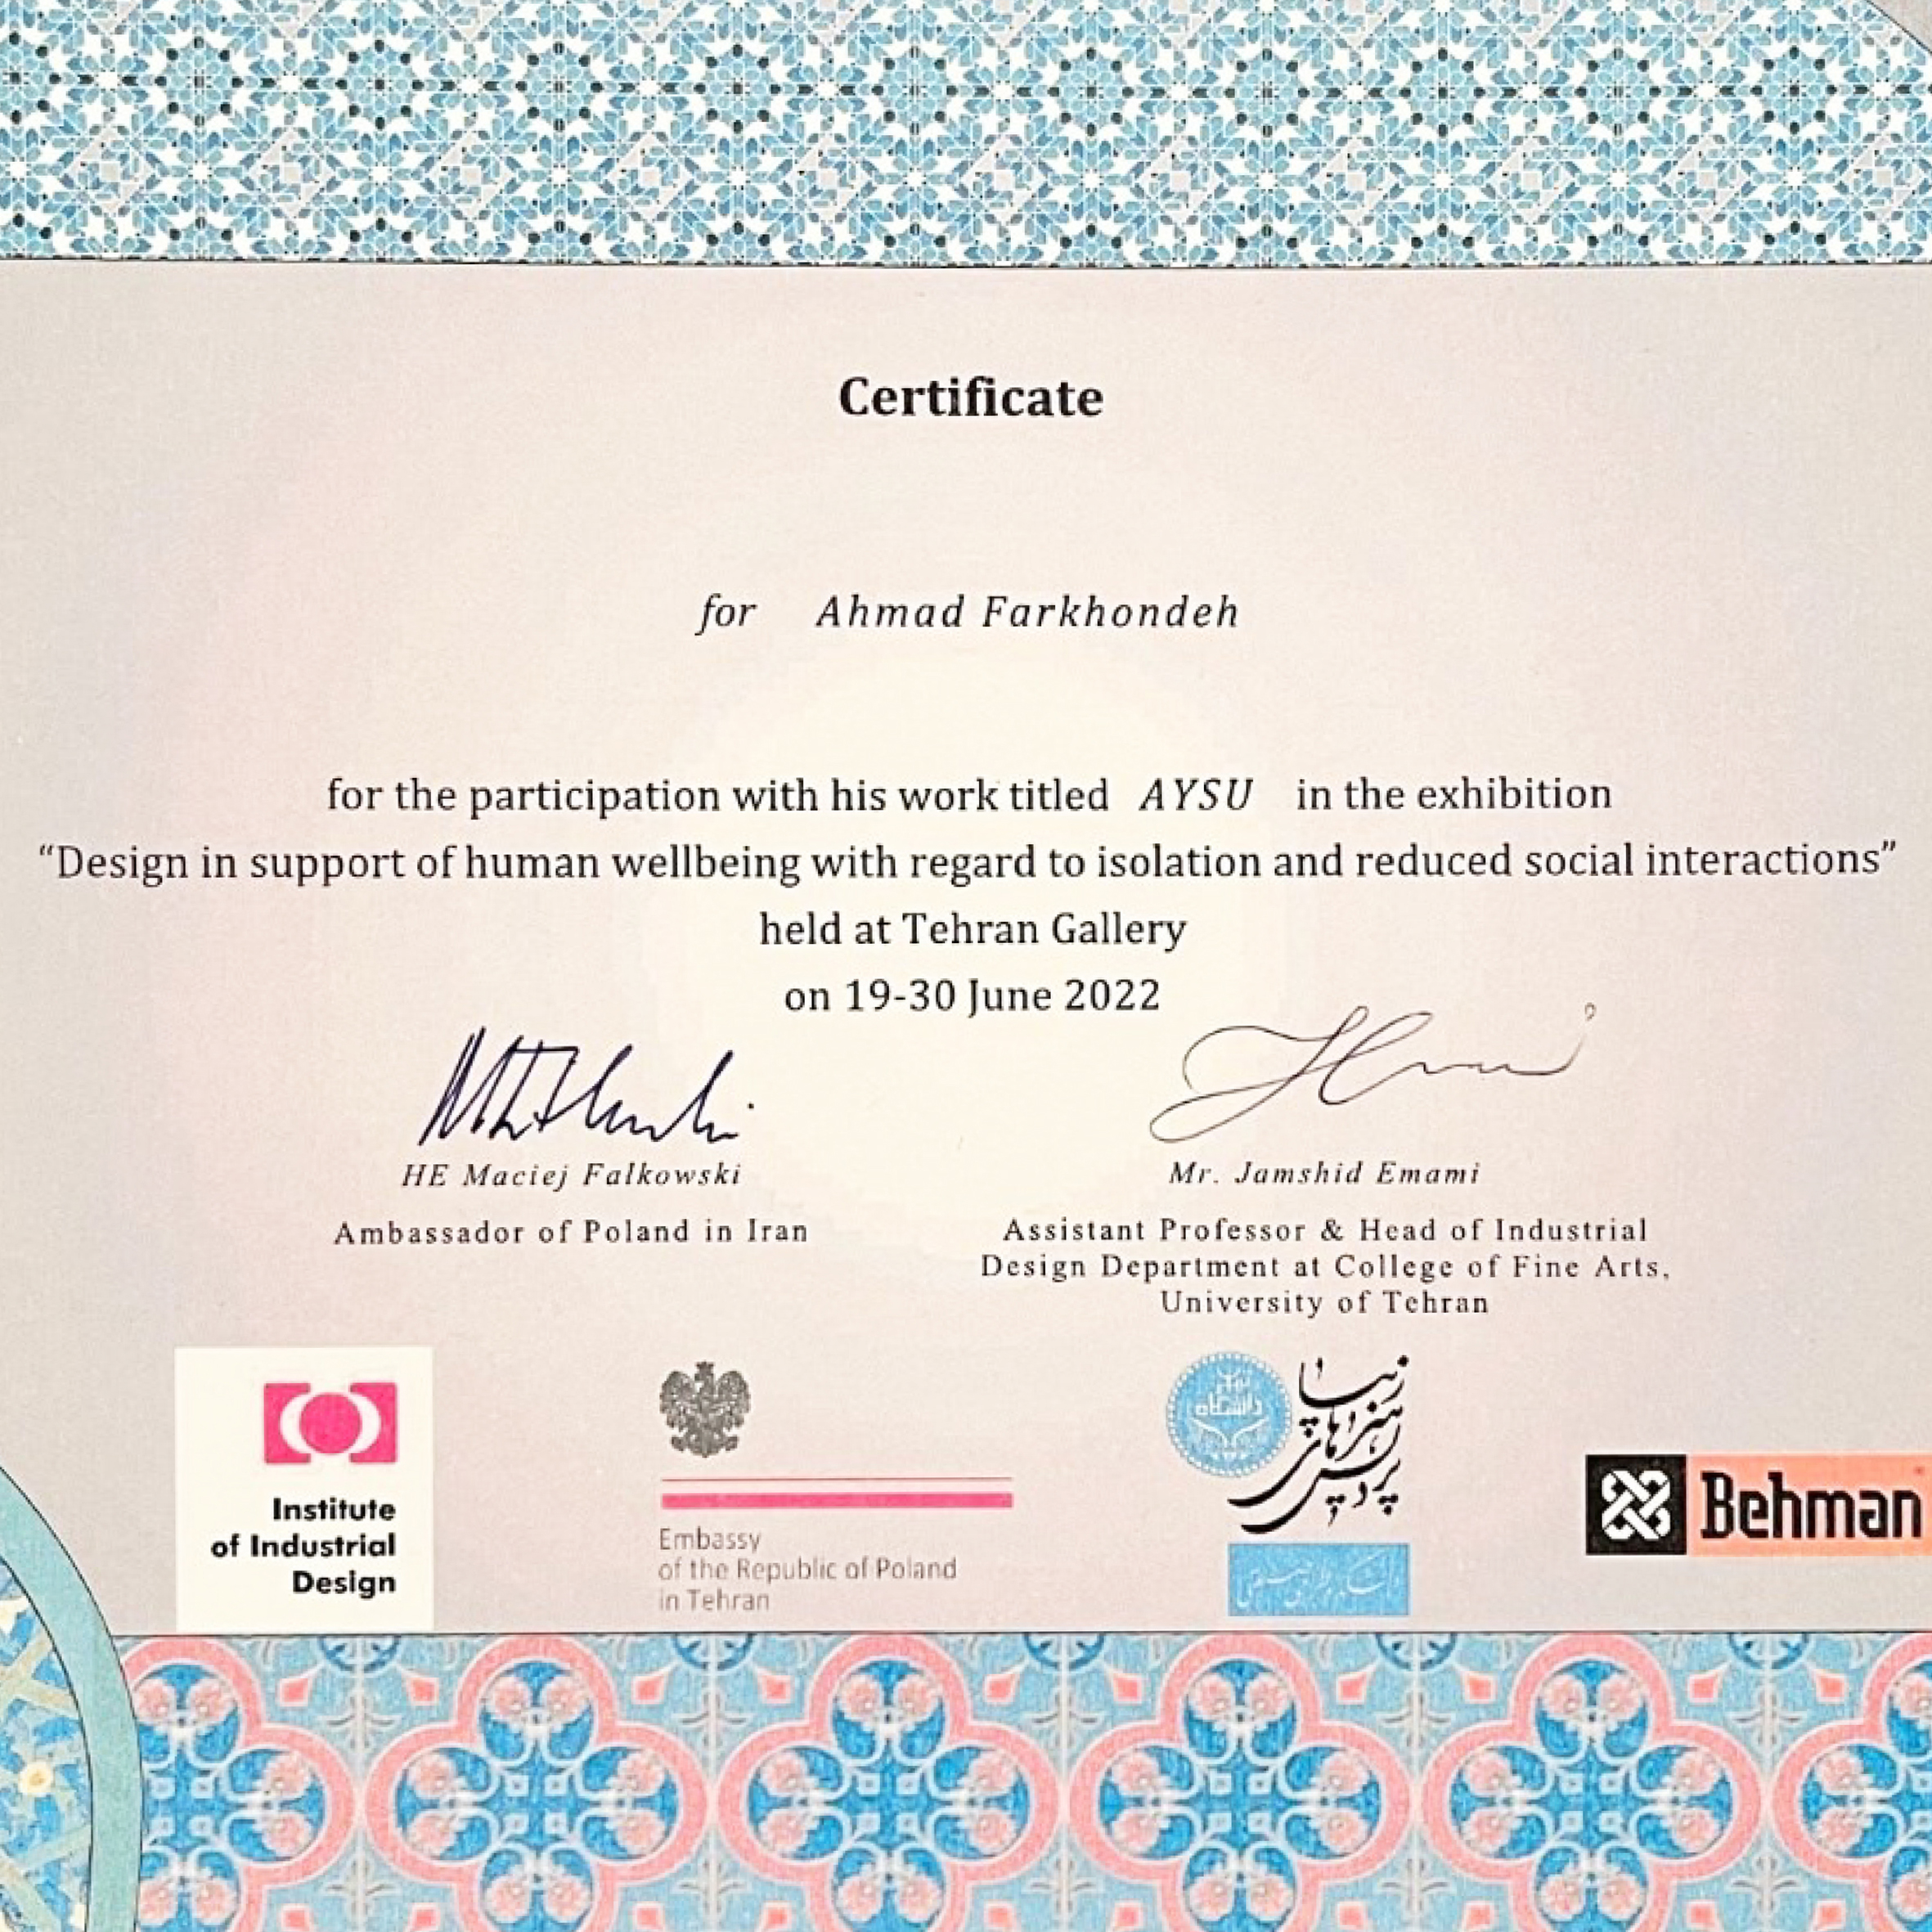 Certificate
for Ahmad Farkhondeh
for the participation with his work titled AYSU in the exhibition
“Design in support of human wellbeing with regard to isolation and reduced social interactions”
held at Tehran Gallery
on 19-30 June 2022
HE Maciej Fałkowski
Ambassador of Poland in Iran
Mr. Jamshid Emami
Assistant Professor & Head of Industrial
Design Department at College of Fine Arts,
University of Tehran
Institute
of Industrial
Design
Embassy
of the Republic of Poland
in Tehran
پردیس
هنرهای
زیبا
Behman